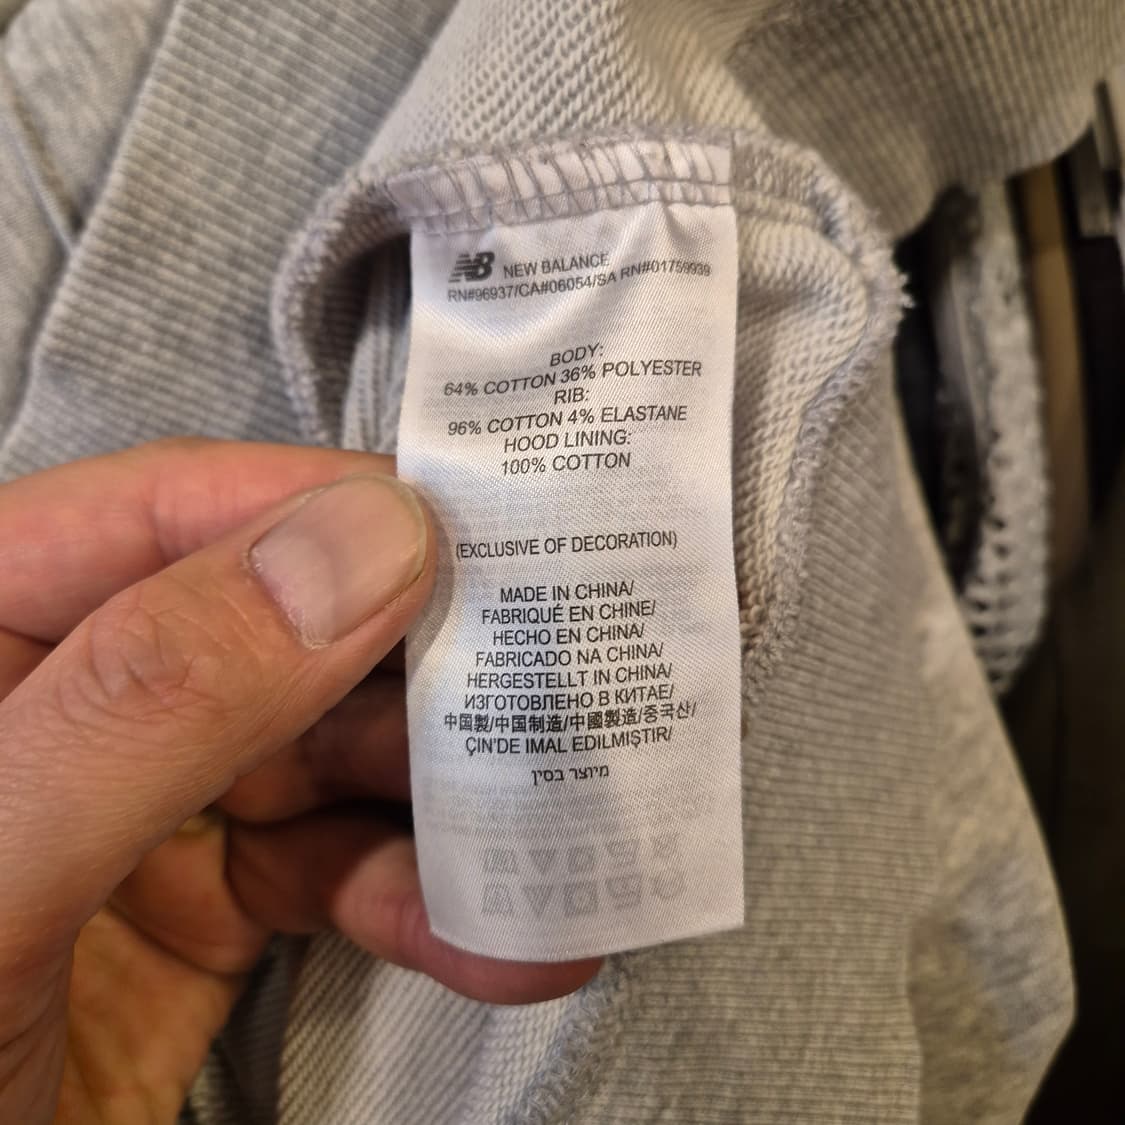 NB NEW BALANCE
RN#96937/CA#06054/SA RN#01759939
BODY:
64% COTTON 36% POLYESTER
RIB:
96% COTTON 4% ELASTANE
HOOD LINING:
100% COTTON
(EXCLUSIVE OF DECORATION)
MADE IN CHINA/
FABRIQUÉ EN CHINE/
HECHO EN CHINA/
FABRICADO NA CHINA/
HERGESTELLT IN CHINA/
ИЗГОТОВЛЕНО В КИТАЕ/
中国製/中国制造/中國製造/중국산/
ÇIN'DE IMAL EDILMIŞTIR/
מיוצר בסין